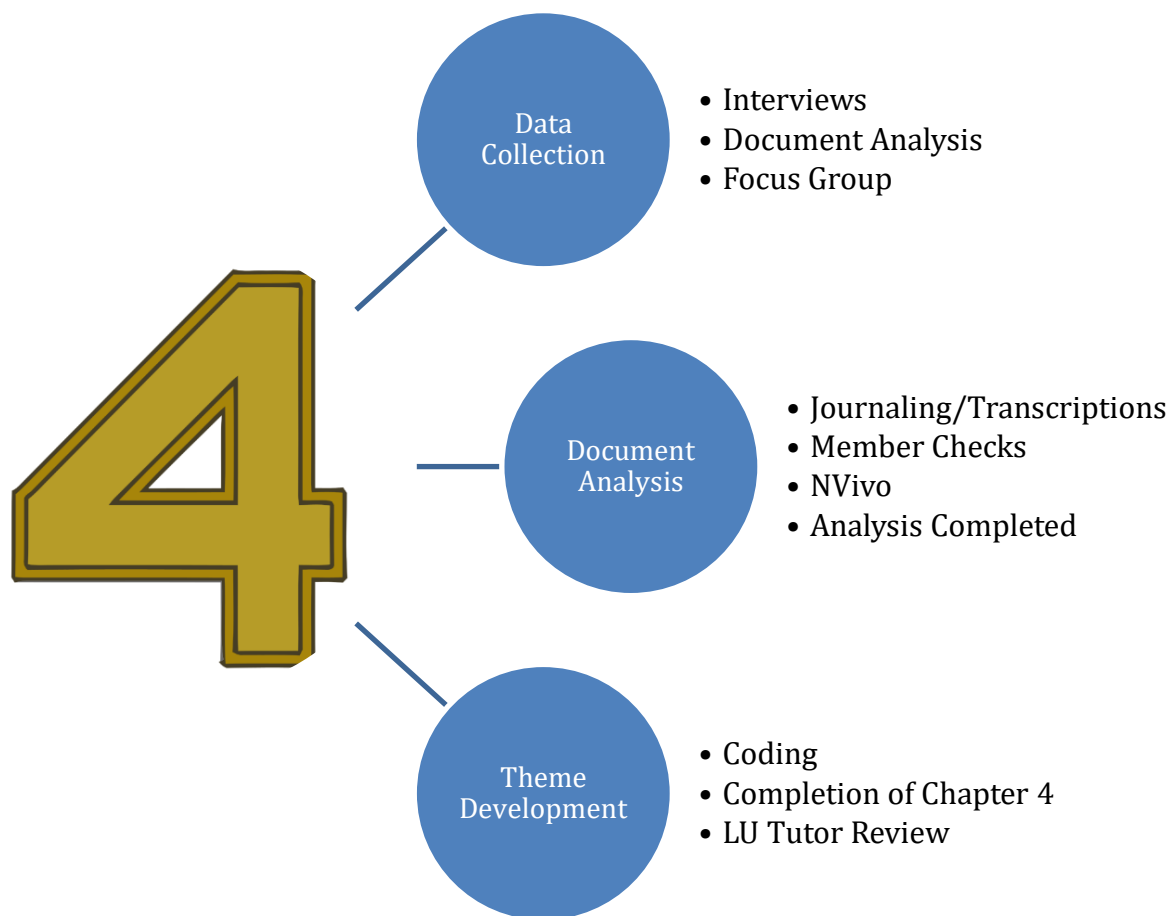 4
Data
Collection
• Interviews
• Document Analysis
• Focus Group
Document
Analysis
• Journaling/Transcriptions
• Member Checks
• NVivo
• Analysis Completed
Theme
Development
• Coding
• Completion of Chapter 4
• LU Tutor Review